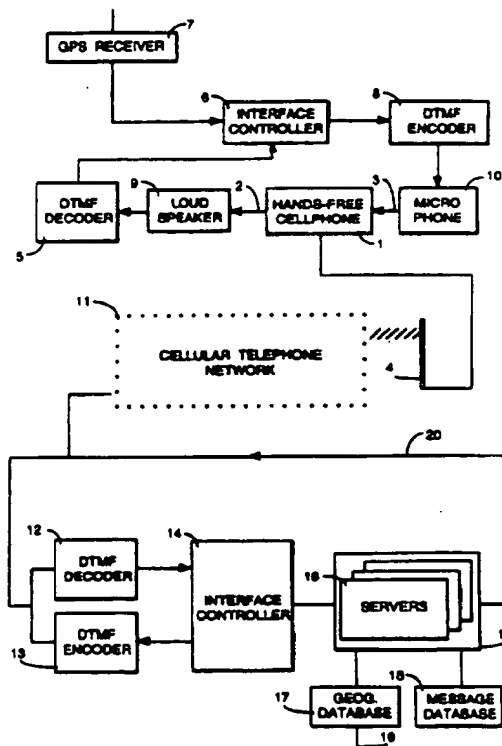 7
GPS RECEIVER
6
INTERFACE
CONTROLLER
8
DTMF
ENCODER
DTMF
DECODER
5
9
LOUD
SPEAKER
2
HANDS-FREE
CELLPHONE
1
3
MICRO
PHONE
10
11
CELLULAR TELEPHONE
NETWORK
4
20
12
DTMF
DECODER
14
INTERFACE
CONTROLLER
DTMF
ENCODER
13
16
SERVERS
17
GEOG.
DATABASE
18
MESSAGE
DATABASE
19